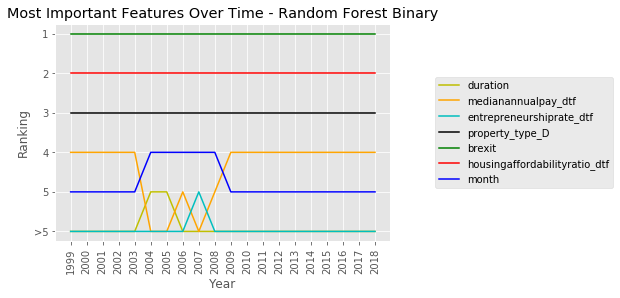 Most Important Features Over Time - Random Forest Binary
Ranking
1
2
3
4
5
>5
1999
2000
2001
2002
2003
2004
2005
2006
2007
2008
2009
2010
2011
2012
2013
2014
2015
2016
2017
2018
Year
duration
medianannualpay_dtf
entrepreneurshiprate_dtf
property_type_D
brexit
housingaffordabilityratio_dtf
month